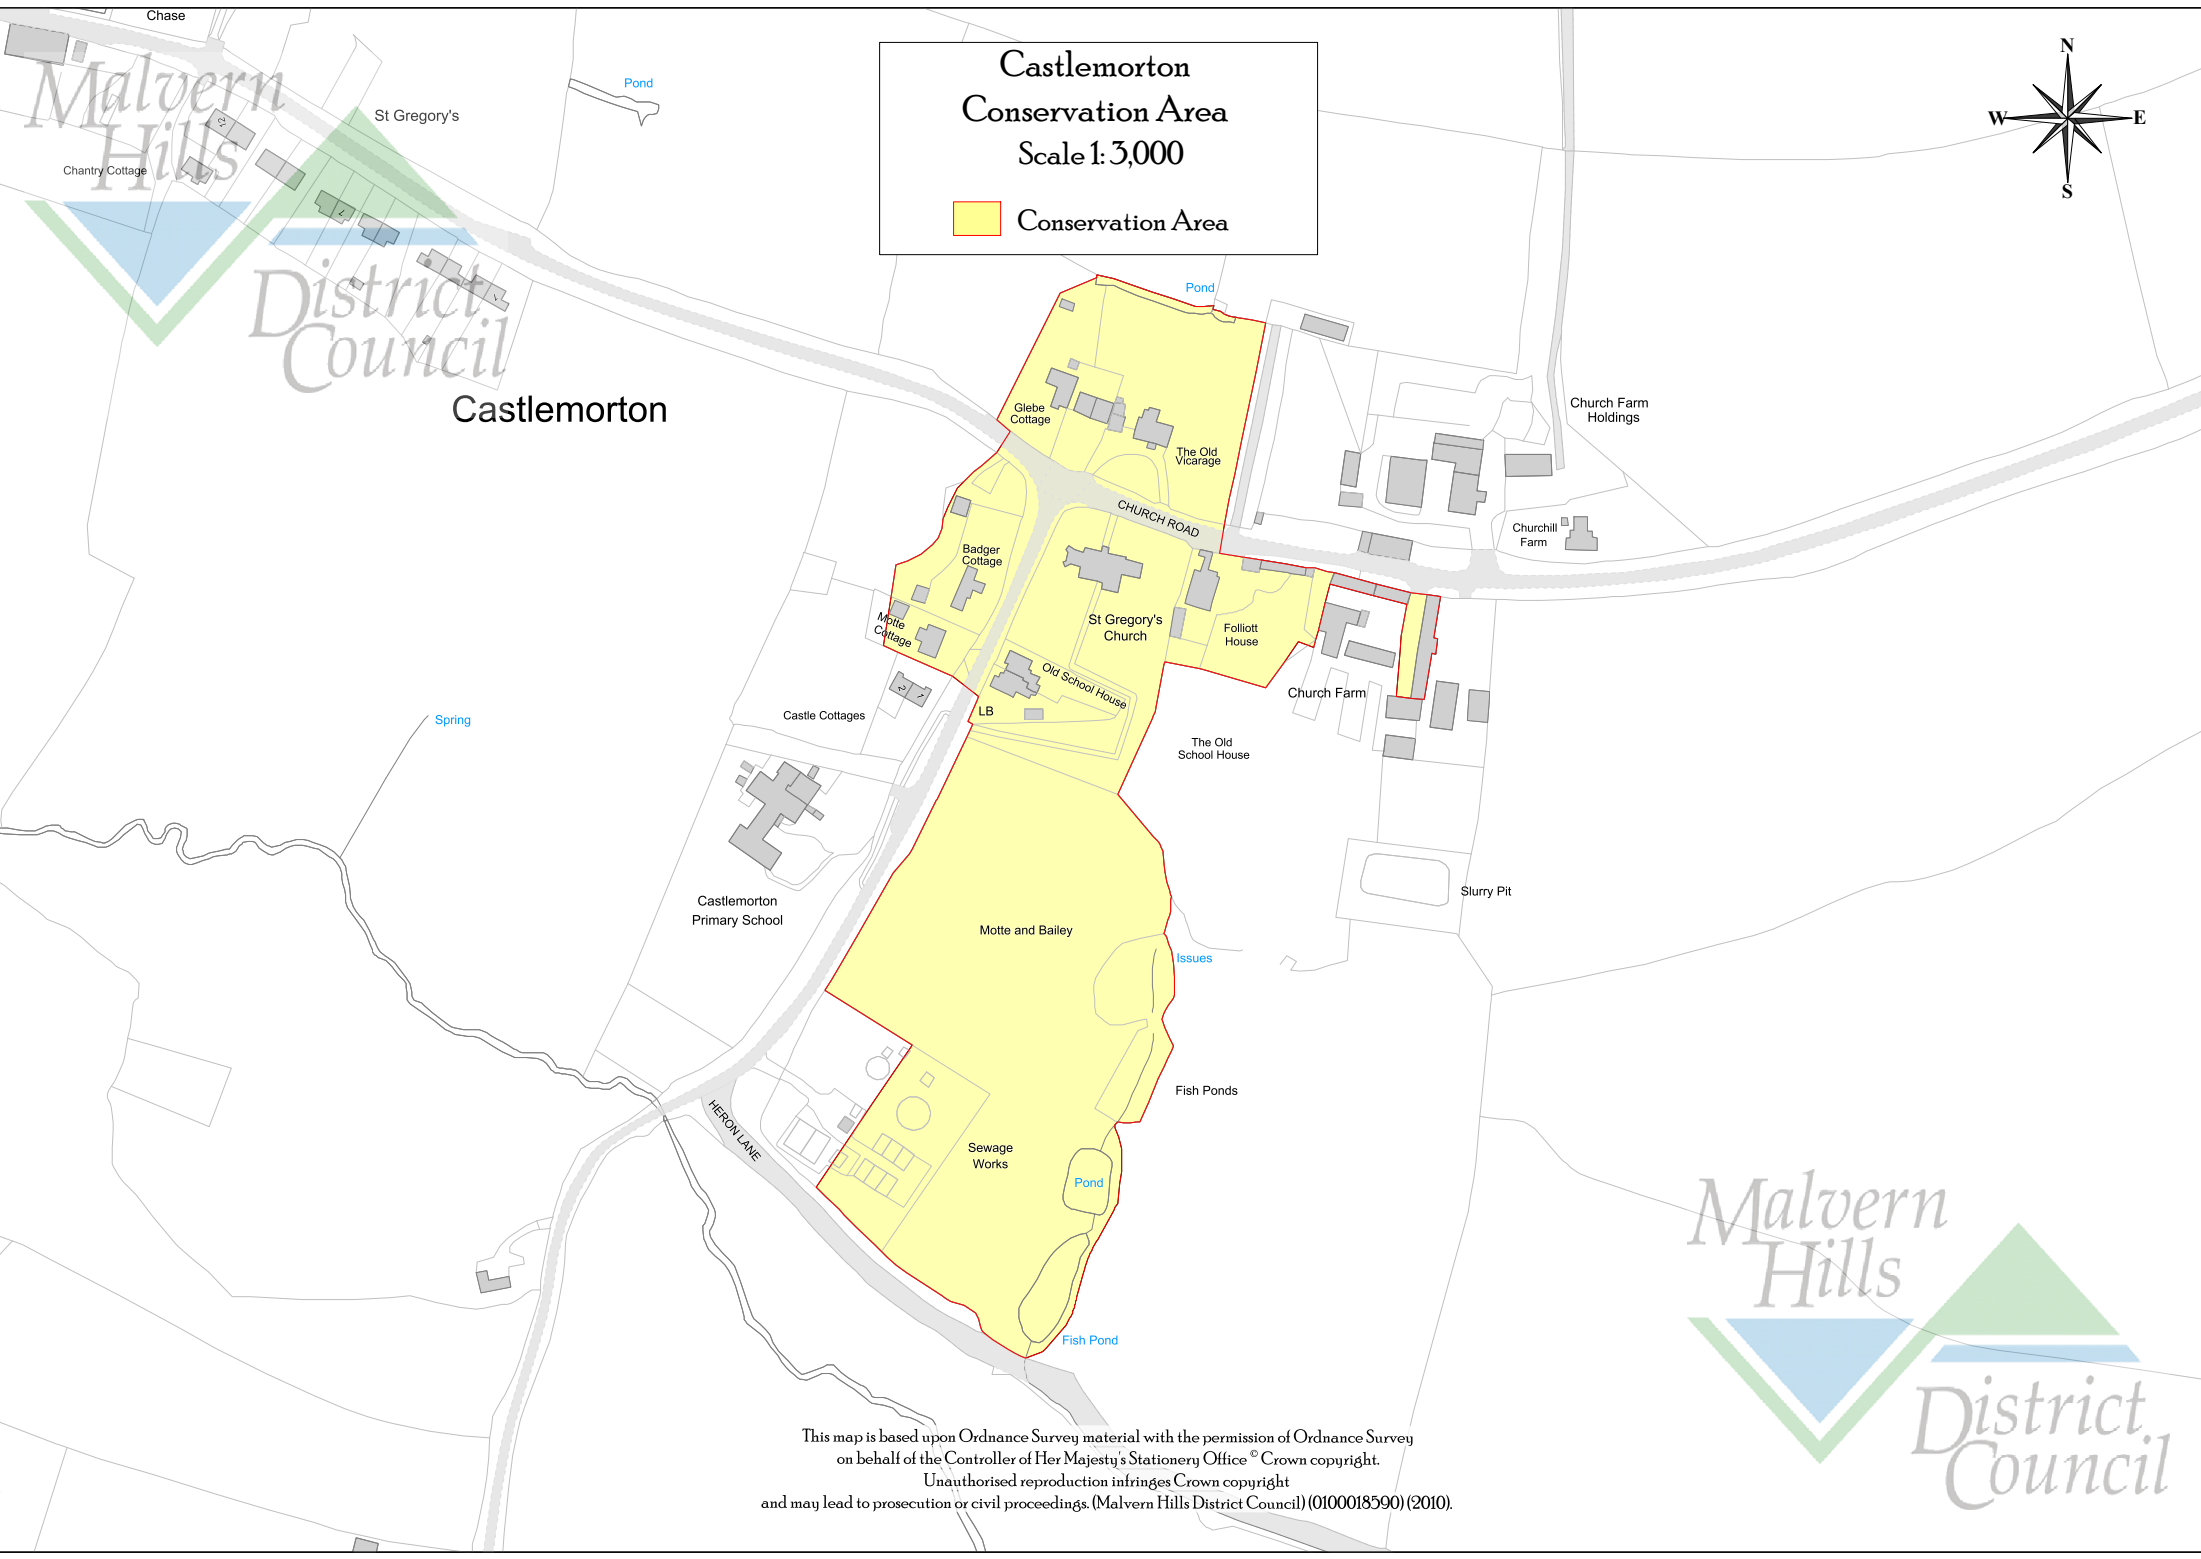 Chase
Malvern
Hills
District
Council
St Gregory's
Pond
Chantry Cottage
12
7
1
Castlemorton
Castlemorton
Conservation Area
Scale 1: 3,000
Conservation Area
N
W
E
S
Pond
Glebe
Cottage
The Old
Vicarage
CHURCH ROAD
Church Farm
Holdings
Churchill
Farm
Badger
Cottage
Motte
Cottage
St Gregory's
Church
Folliott
House
Old School House
LB
2
1
Castle Cottages
Church Farm
The Old
School House
Spring
Castlemorton
Primary School
Slurry Pit
Motte and Bailey
Issues
Fish Ponds
HERON LANE
Sewage
Works
Pond
Fish Pond
Malvern
Hills
District
Council
This map is based upon Ordnance Survey material with the permission of Ordnance Survey
on behalf of the Controller of Her Majesty's Stationery Office © Crown copyright.
Unauthorised reproduction infringes Crown copyright
and may lead to prosecution or civil proceedings. (Malvern Hills District Council) (0100018590) (2010).